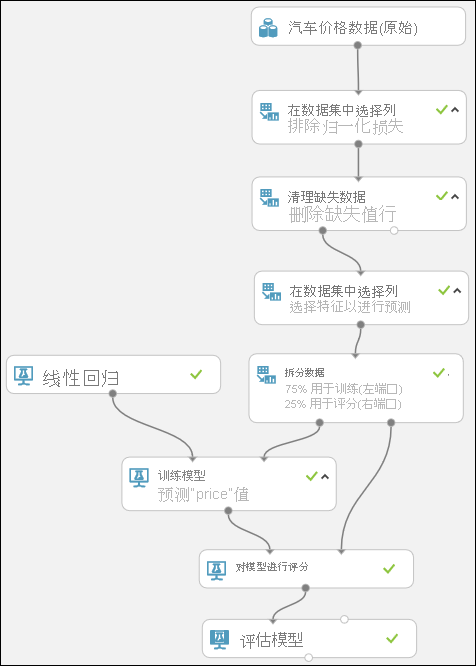 汽车价格数据(原始)
在数据集中选择列
排除归一化损失
清理缺失数据
删除缺失值行
在数据集中选择列
选择特征以进行预测
线性回归
拆分数据
75% 用于训练(左端口)
25% 用于评分(右端口)
训练模型
预测"price"值
对模型进行评分
评估模型